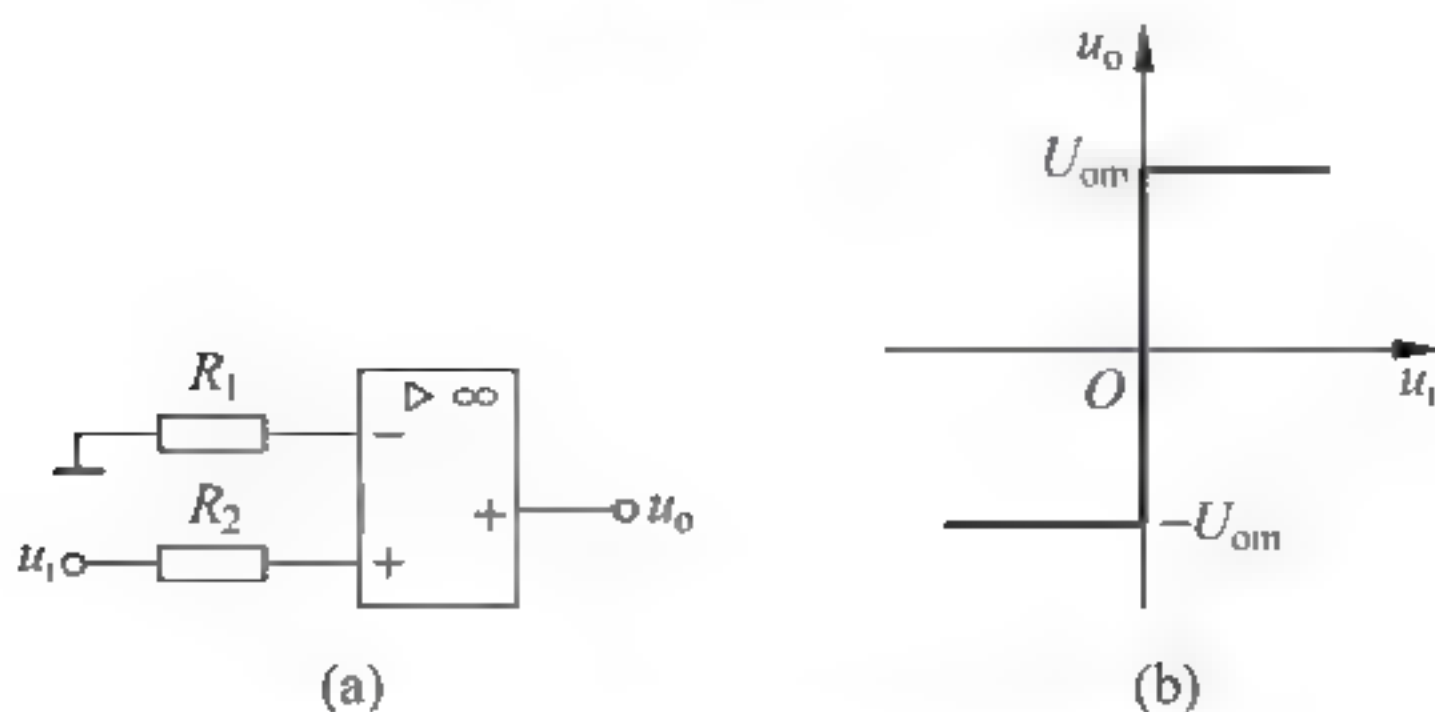 R₁
▷ ∞
−
R₂
uᵢ
+
+
uₒ
(a)
uₒ
Uₒₘ
O
uᵢ
−Uₒₘ
(b)